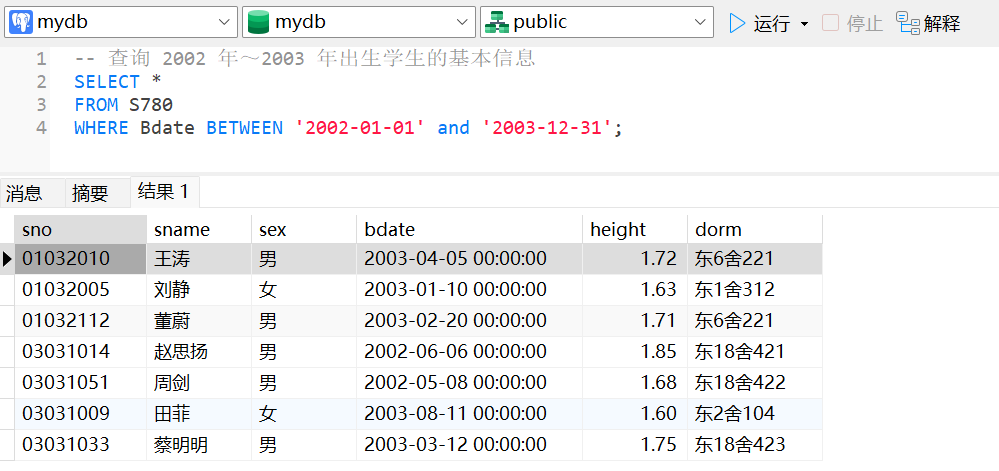 mydb mydb public 运行 停止 解释
1 -- 查询 2002 年～2003 年出生学生的基本信息
2 SELECT *
3 FROM S780
4 WHERE Bdate BETWEEN '2002-01-01' and '2003-12-31';
消息 摘要 结果 1
sno sname sex bdate height dorm
01032010 王涛 男 2003-04-05 00:00:00 1.72 东6舍221
01032005 刘静 女 2003-01-10 00:00:00 1.63 东1舍312
01032112 董蔚 男 2003-02-20 00:00:00 1.71 东6舍221
03031014 赵思扬 男 2002-06-06 00:00:00 1.85 东18舍421
03031051 周剑 男 2002-05-08 00:00:00 1.68 东18舍422
03031009 田菲 女 2003-08-11 00:00:00 1.60 东2舍104
03031033 蔡明明 男 2003-03-12 00:00:00 1.75 东18舍423